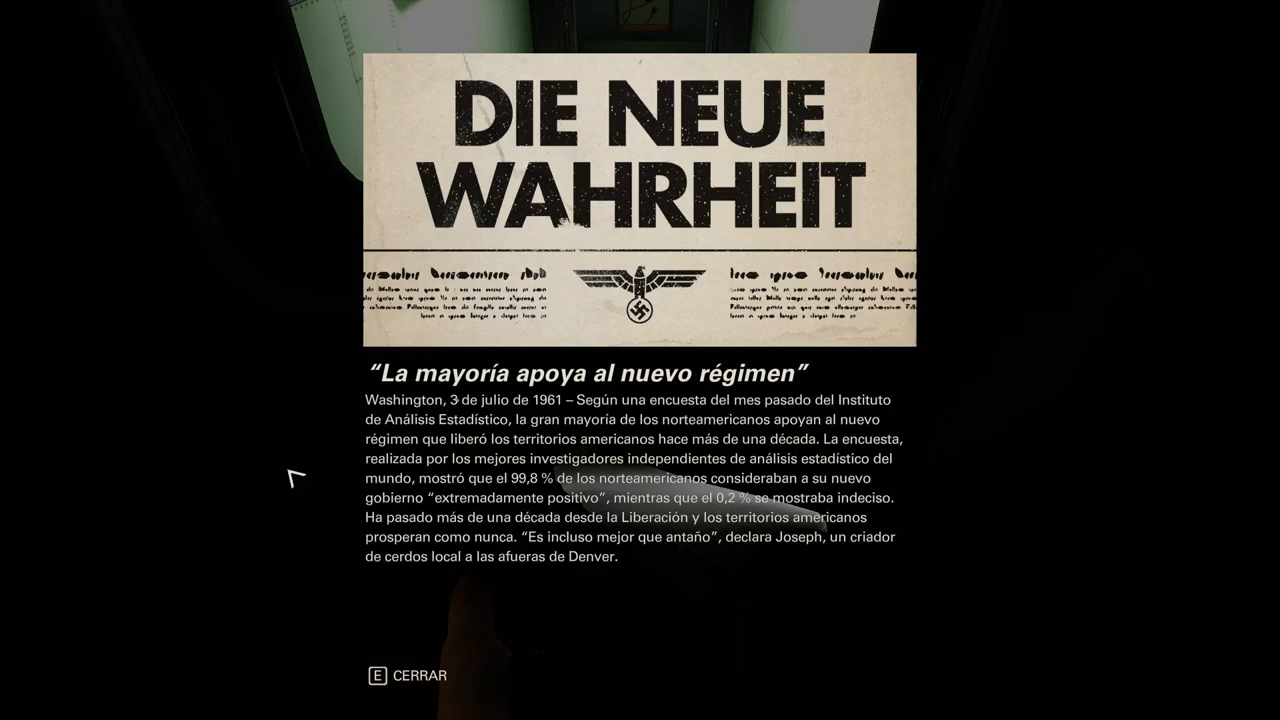 DIE NEUE
WAHRHEIT
“La mayoría apoya al nuevo régimen”
Washington, 3 de julio de 1961 – Según una encuesta del mes pasado del Instituto
de Análisis Estadístico, la gran mayoría de los norteamericanos apoyan al nuevo
régimen que liberó los territorios americanos hace más de una década. La encuesta,
realizada por los mejores investigadores independientes de análisis estadístico del
mundo, mostró que el 99,8 % de los norteamericanos consideraban a su nuevo
gobierno “extremadamente positivo”, mientras que el 0,2 % se mostraba indeciso.
Ha pasado más de una década desde la Liberación y los territorios americanos
prosperan como nunca. “Es incluso mejor que antaño”, declara Joseph, un criador
de cerdos local a las afueras de Denver.
E CERRAR